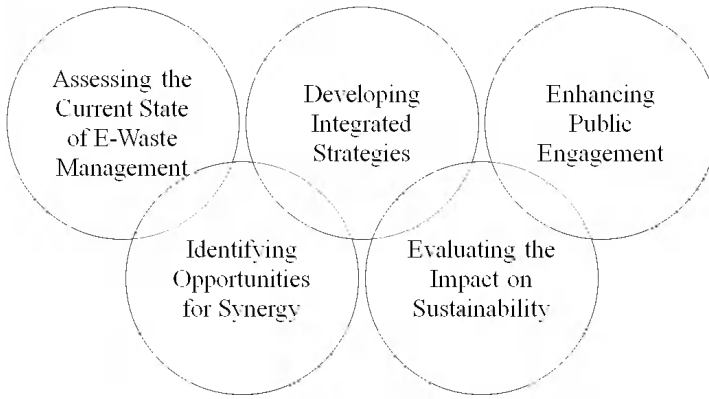 Assessing the
Current State
of E-Waste
Management
Developing
Integrated
Strategies
Enhancing
Public
Engagement
Identifying
Opportunities
for Synergy
Evaluating the
Impact on
Sustainability